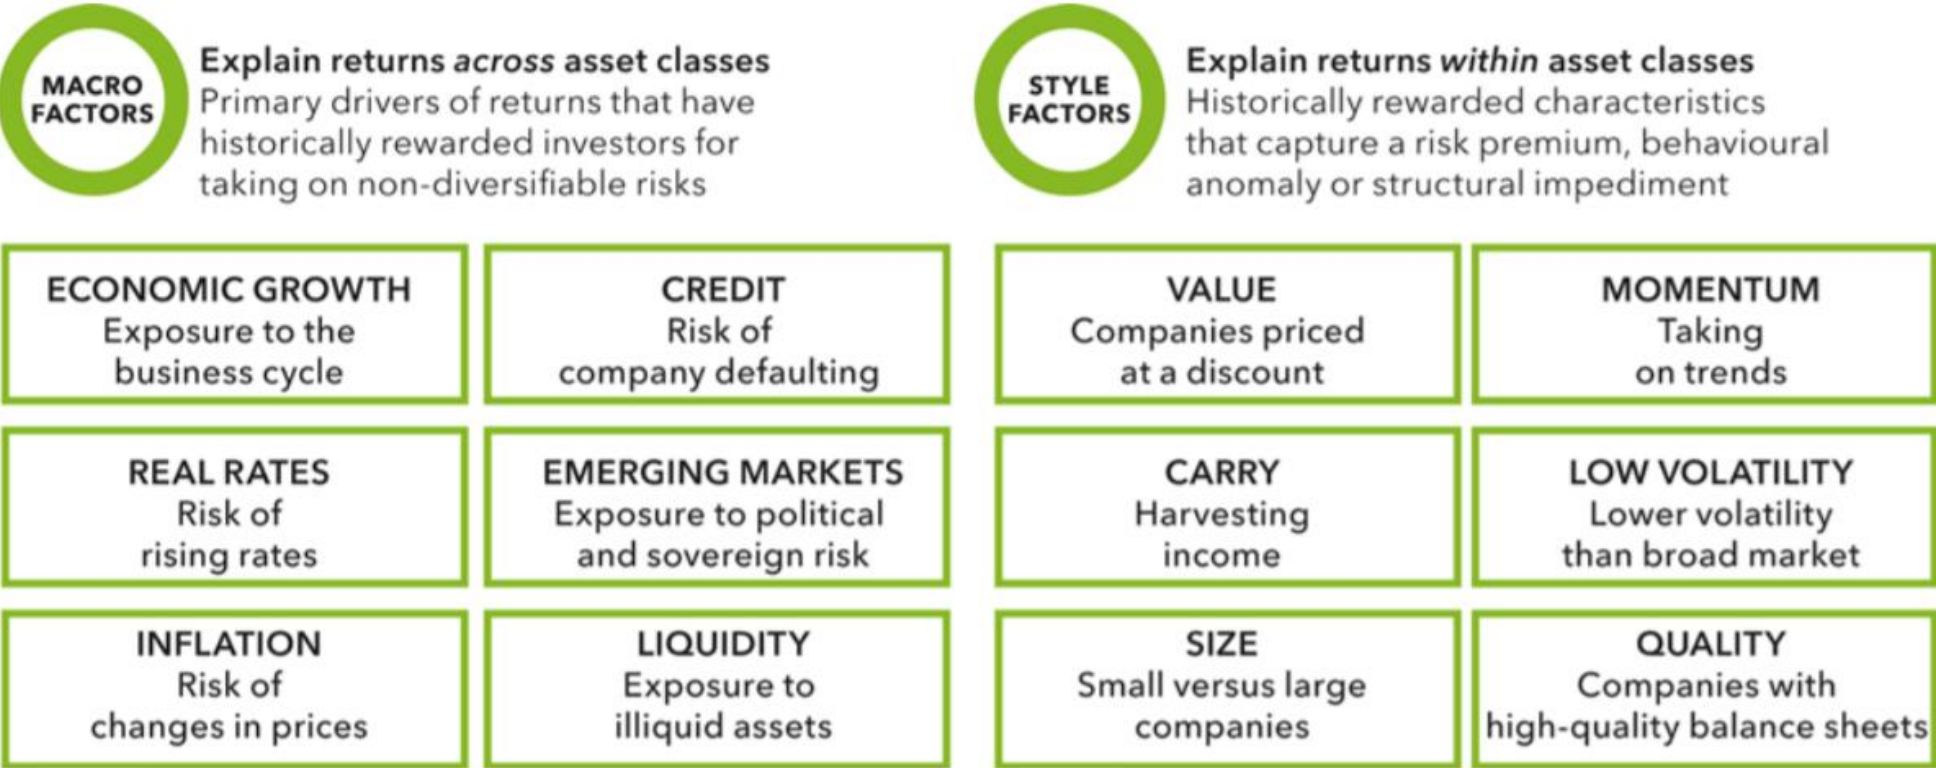 MACRO
FACTORS
Explain returns across asset classes
Primary drivers of returns that have
historically rewarded investors for
taking on non-diversifiable risks
STYLE
FACTORS
Explain returns within asset classes
Historically rewarded characteristics
that capture a risk premium, behavioural
anomaly or structural impediment
ECONOMIC GROWTH
Exposure to the
business cycle
CREDIT
Risk of
company defaulting
VALUE
Companies priced
at a discount
MOMENTUM
Taking
on trends
REAL RATES
Risk of
rising rates
EMERGING MARKETS
Exposure to political
and sovereign risk
CARRY
Harvesting
income
LOW VOLATILITY
Lower volatility
than broad market
INFLATION
Risk of
changes in prices
LIQUIDITY
Exposure to
illiquid assets
SIZE
Small versus large
companies
QUALITY
Companies with
high-quality balance sheets